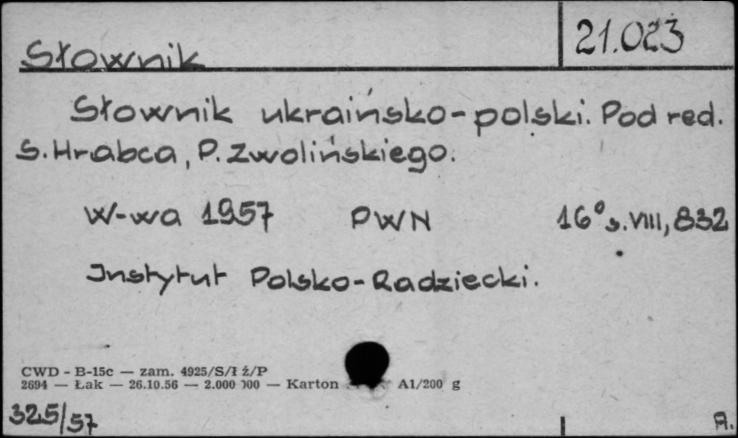 Słownik
21.023
Słownik ukraińsko-polski. Pod red.
S. Hrabca, P. Zwolińskiego.
W-wa 1957 PWN 16° s. VIII, 832
Instytut Polsko-Radziecki.
CWD - B-15c — zam. 4925/S/I ż/P
2694 — Łak — 26.10.56 — 2.000 000 — Karton A1/200 g
325/57
A.